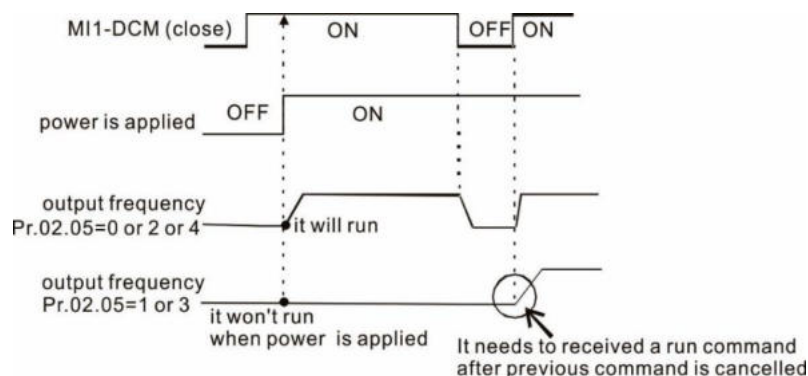 MI1-DCM (close)
ON
OFF
ON
power is applied
OFF
ON
output frequency
Pr.02.05=0 or 2 or 4
it will run
output frequency
Pr.02.05=1 or 3
it won't run
when power is applied
It needs to received a run command
after previous command is cancelled